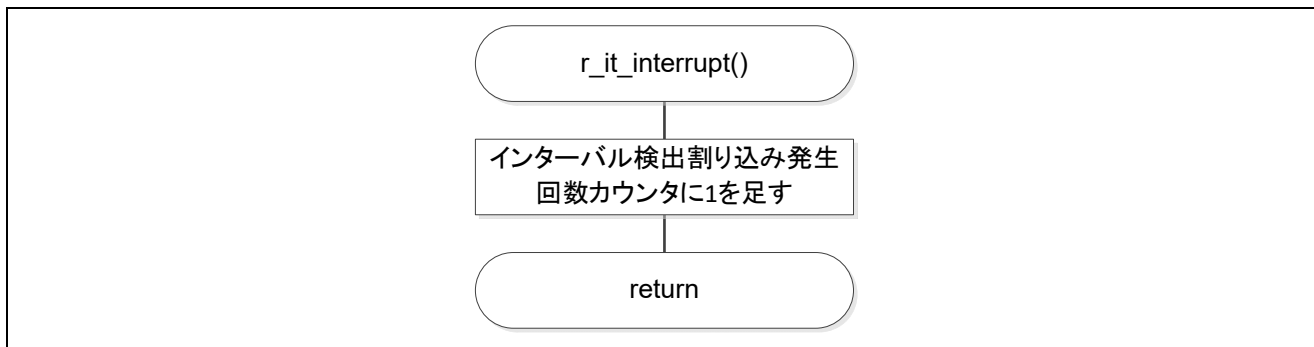 r_it_interrupt()
インターバル検出割り込み発生
回数カウンタに1を足す
return